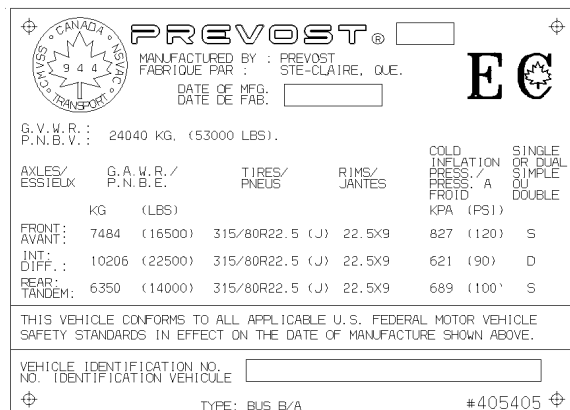 CANADA
CMVSS NSVAC
944
TRANSPORT
PREVOST®
MANUFACTURED BY : PREVOST
FABRIQUE PAR : STE-CLAIRE, QUE.
DATE OF MFG.
DATE DE FAB.
EC
G.V.W.R. :
P.N.B.V. : 24040 KG, (53000 LBS).
AXLES/ ESSIEUX G.A.W.R./ P.N.B.E. TIRES/ PNEUS RIMS/ JANTES COLD INFLATION PRESS./ PRESS. A FROID SINGLE OR DUAL SIMPLE OU DOUBLE
KG (LBS) KPA (PSI)
FRONT: AVANT: 7484 (16500) 315/80R22.5 (J) 22.5X9 827 (120) S
INT: DIFF.: 10206 (22500) 315/80R22.5 (J) 22.5X9 621 (90) D
REAR: TANDEM: 6350 (14000) 315/80R22.5 (J) 22.5X9 689 (100) S
THIS VEHICLE CONFORMS TO ALL APPLICABLE U.S. FEDERAL MOTOR VEHICLE
SAFETY STANDARDS IN EFFECT ON THE DATE OF MANUFACTURE SHOWN ABOVE.
VEHICLE IDENTIFICATION NO.
NO. IDENTIFICATION VEHICULE
TYPE: BUS B/A #405405